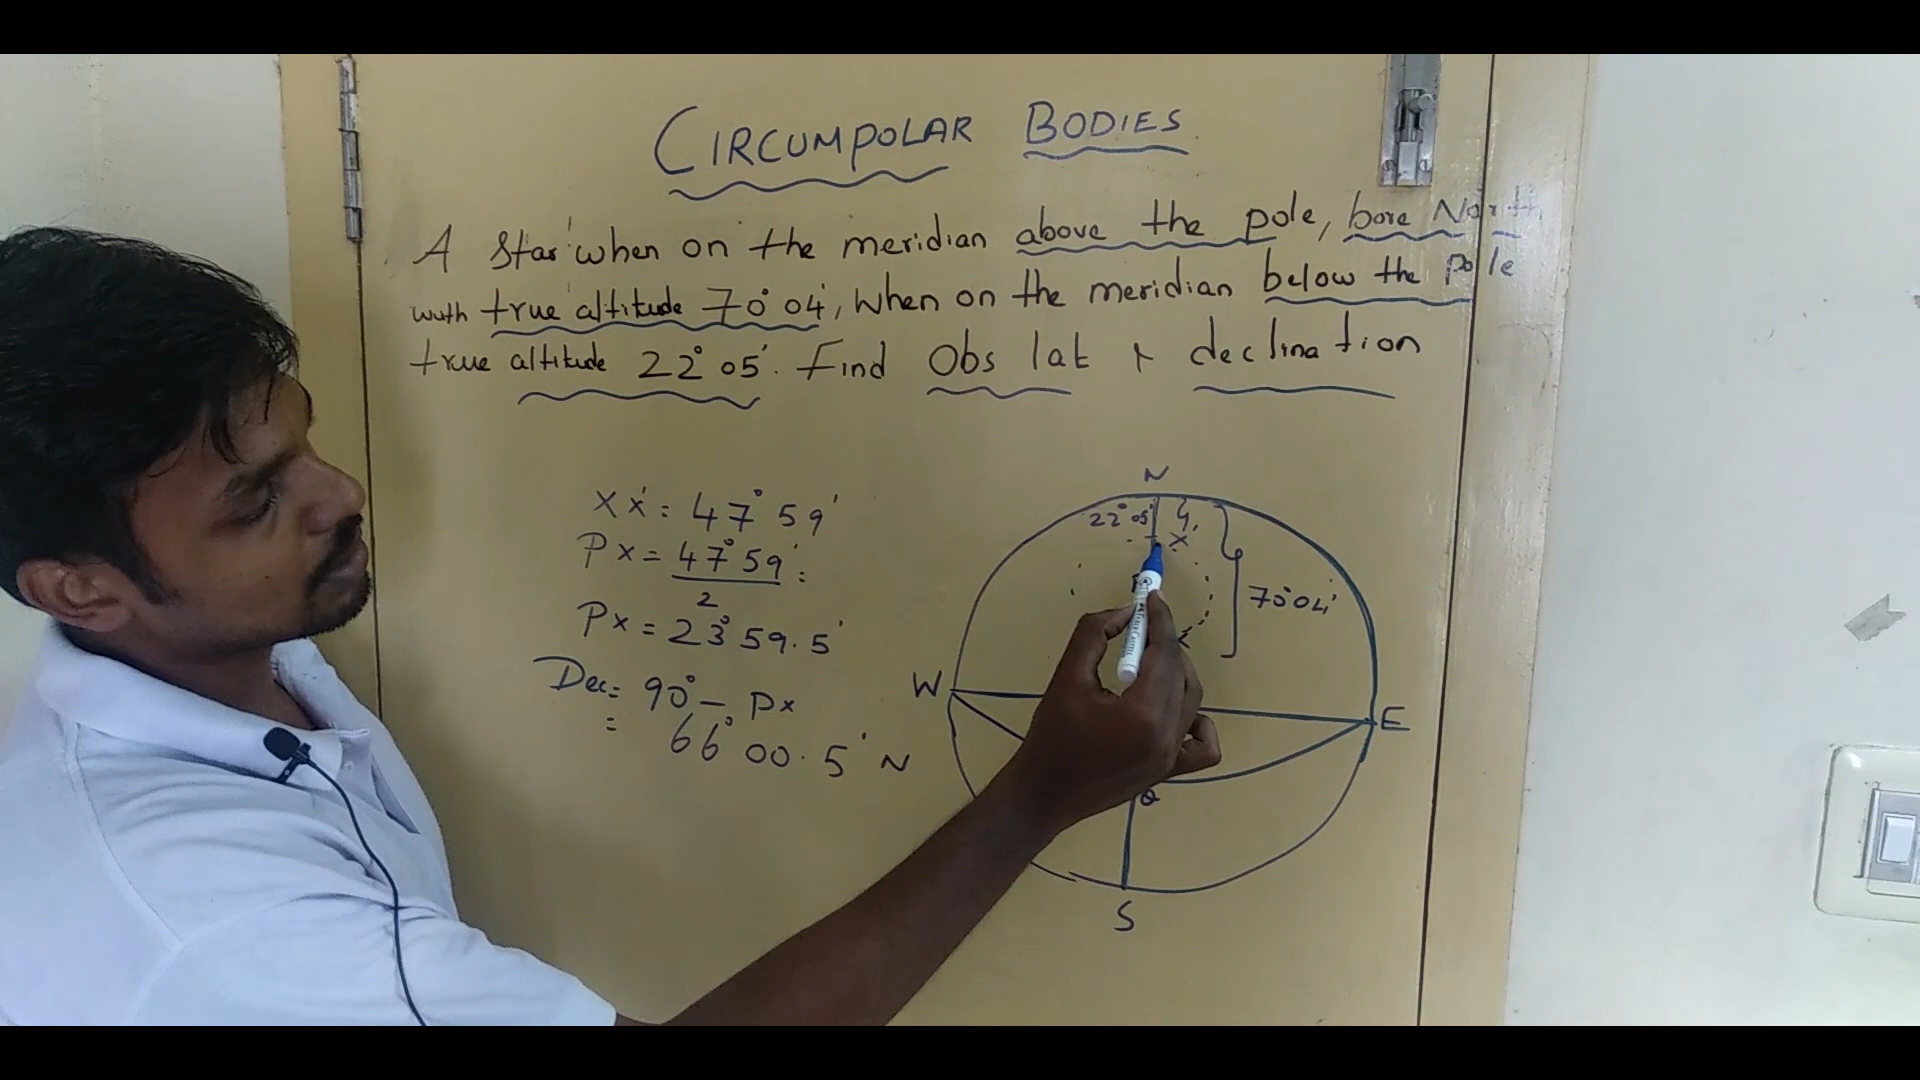 CIRCUMPOLAR BODIES
A star when on the meridian above the pole, bore North
with true altitude 70° 04', When on the meridian below the Pole
true altitude 22° 05'. Find Obs lat & declination
XX' = 47° 59'
PX = 47° 59'
2
PX = 23° 59.5'
Dec = 90° – PX
= 66° 00.5' N
N
22° 05'
X
70° 04'
W
E
Q
S